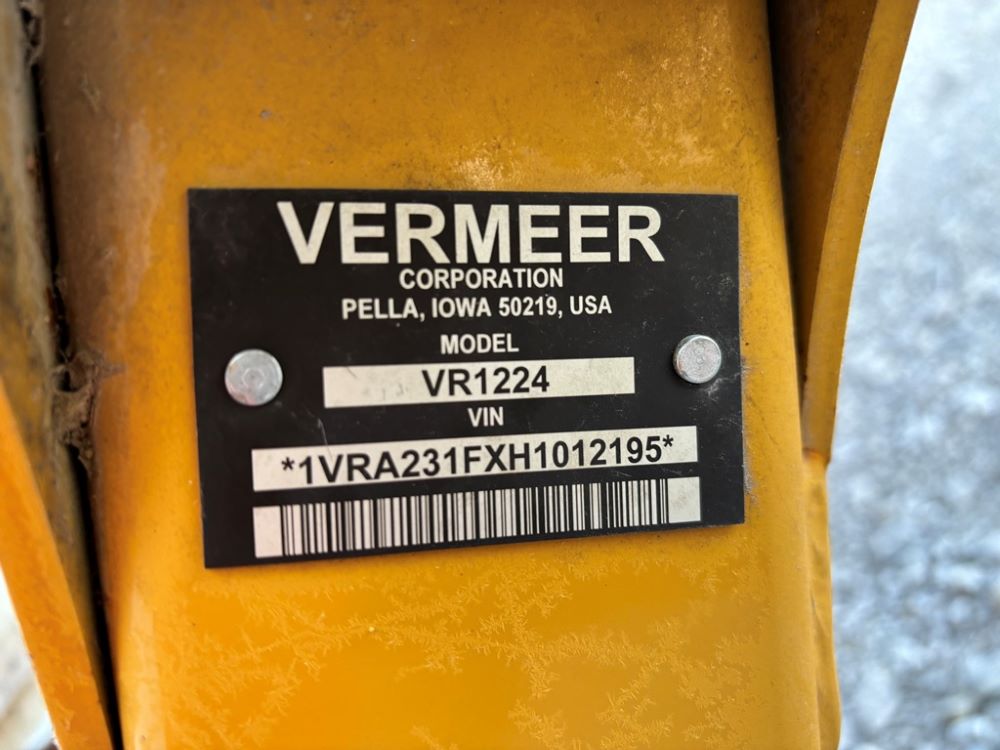 VERMEER
CORPORATION
PELLA, IOWA 50219, USA
MODEL
VR1224
VIN
*1VRA231FXH1012195*